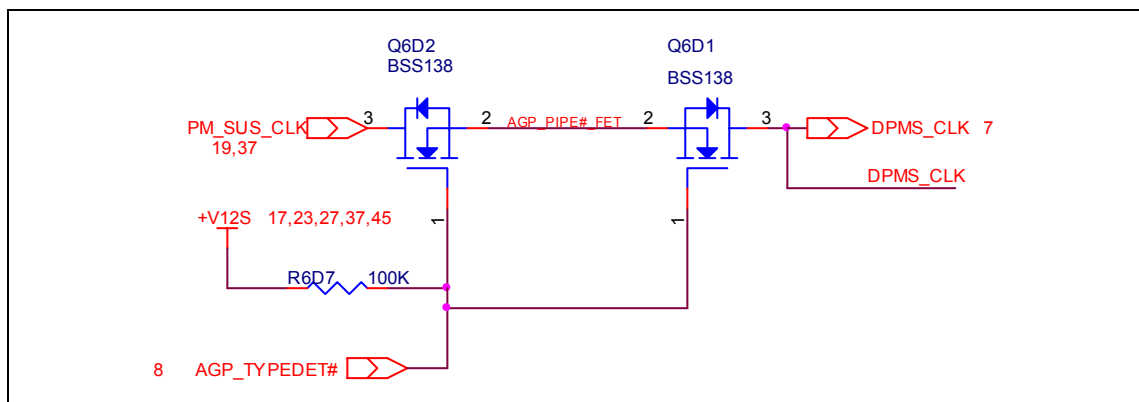 Q6D2 Q6D1
BSS138 BSS138
3 2 AGP_PIPE#_FET 2 3
PM_SUS_CLK DPMS_CLK 7
19,37
DPMS_CLK
1 1
+V12S 17,23,27,37,45
R6D7 100K
8 AGP_TYPEDET#